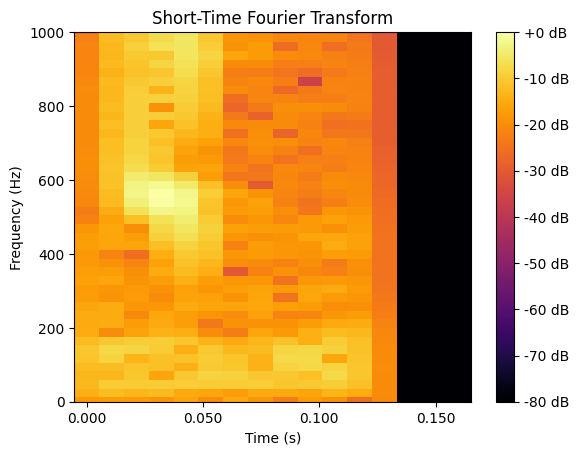 Short-Time Fourier Transform
1000
800
600
400
200
0
Frequency (Hz)
0.000
0.050
0.100
0.150
Time (s)
+0 dB
-10 dB
-20 dB
-30 dB
-40 dB
-50 dB
-60 dB
-70 dB
-80 dB